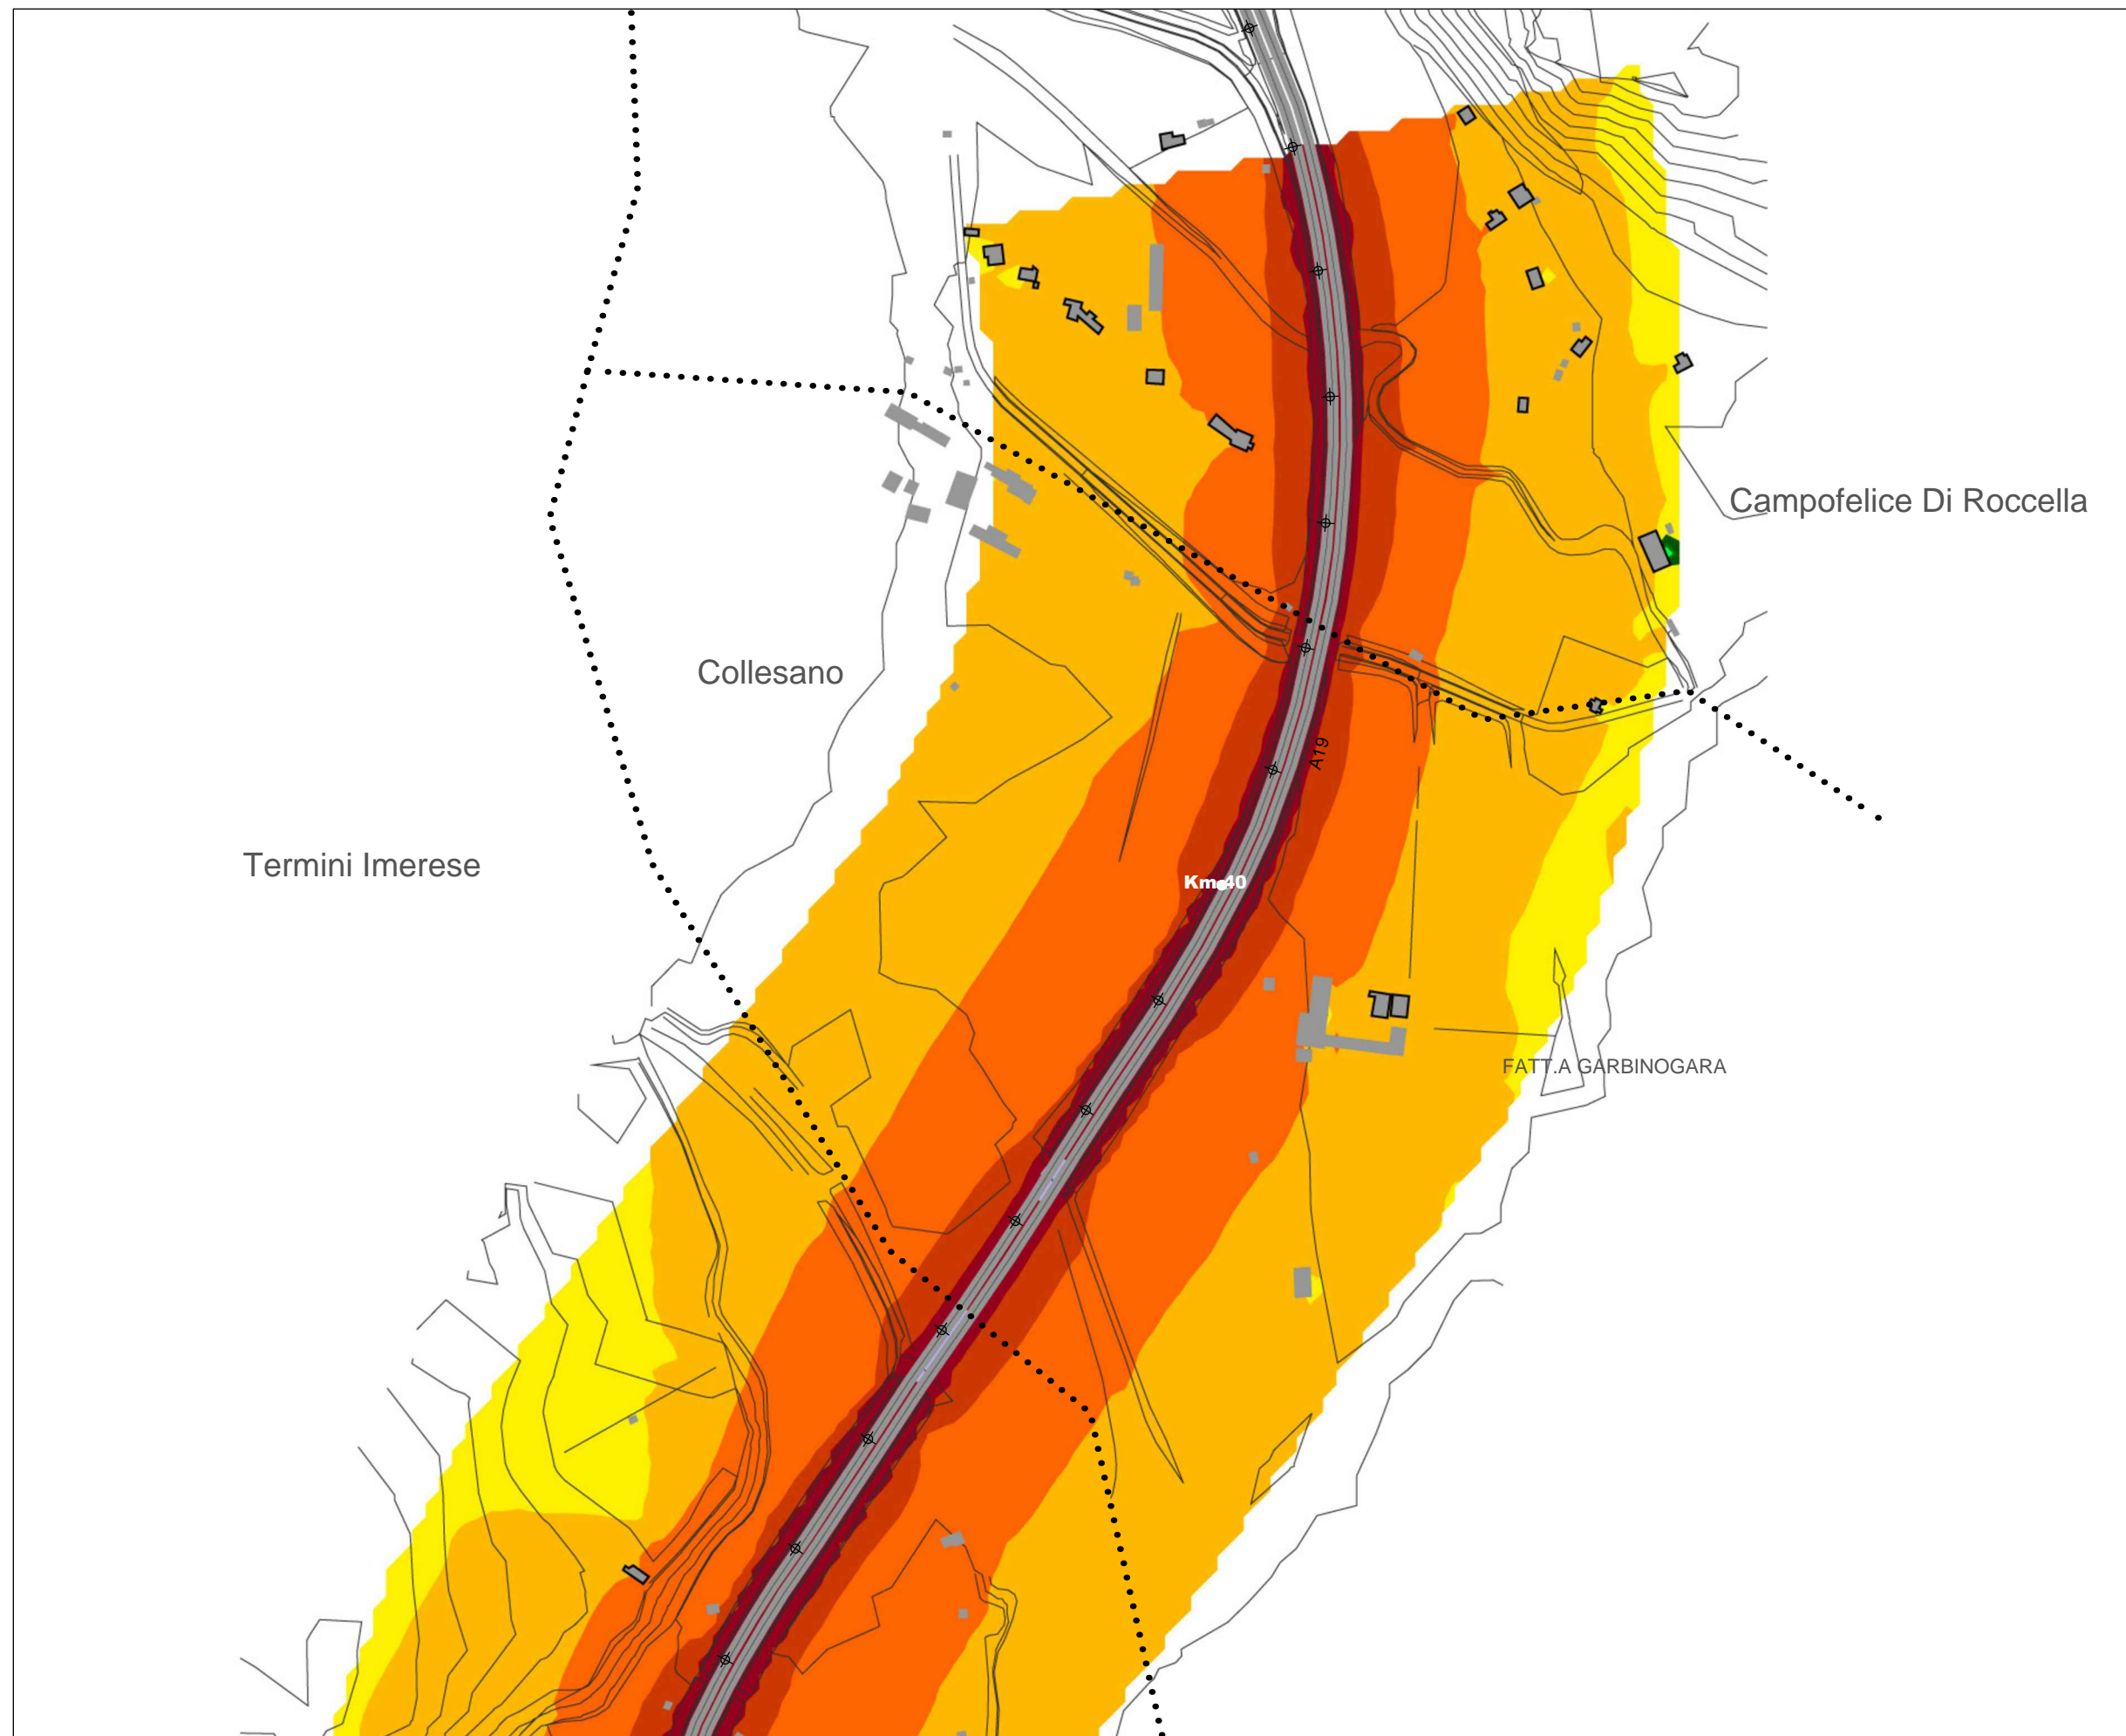 Campofelice Di Roccella
Collesano
A19
Termini Imerese
Km 40
FATT.A GARBINOGARA